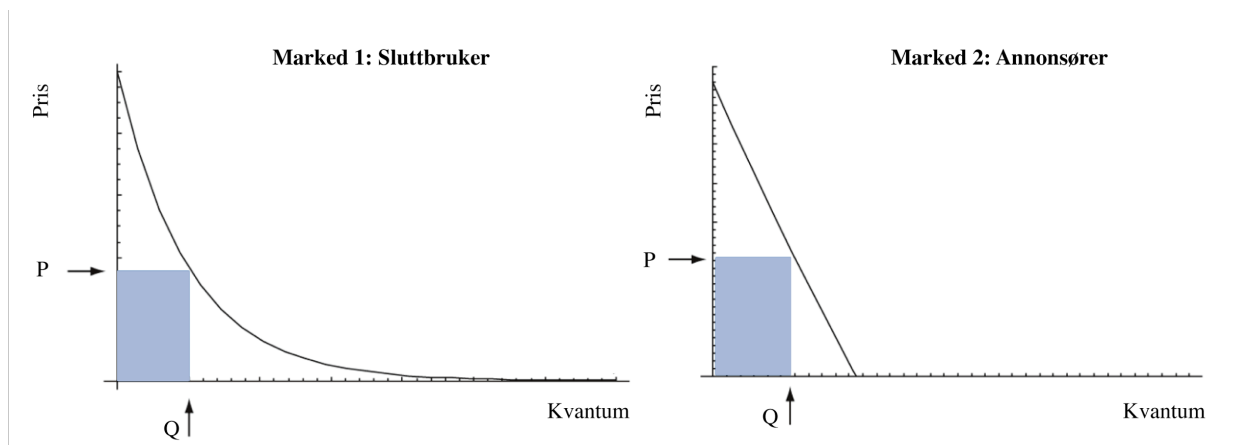 Marked 1: Sluttbruker
Pris
P
Q
Kvantum
Marked 2: Annonsører
Pris
P
Q
Kvantum